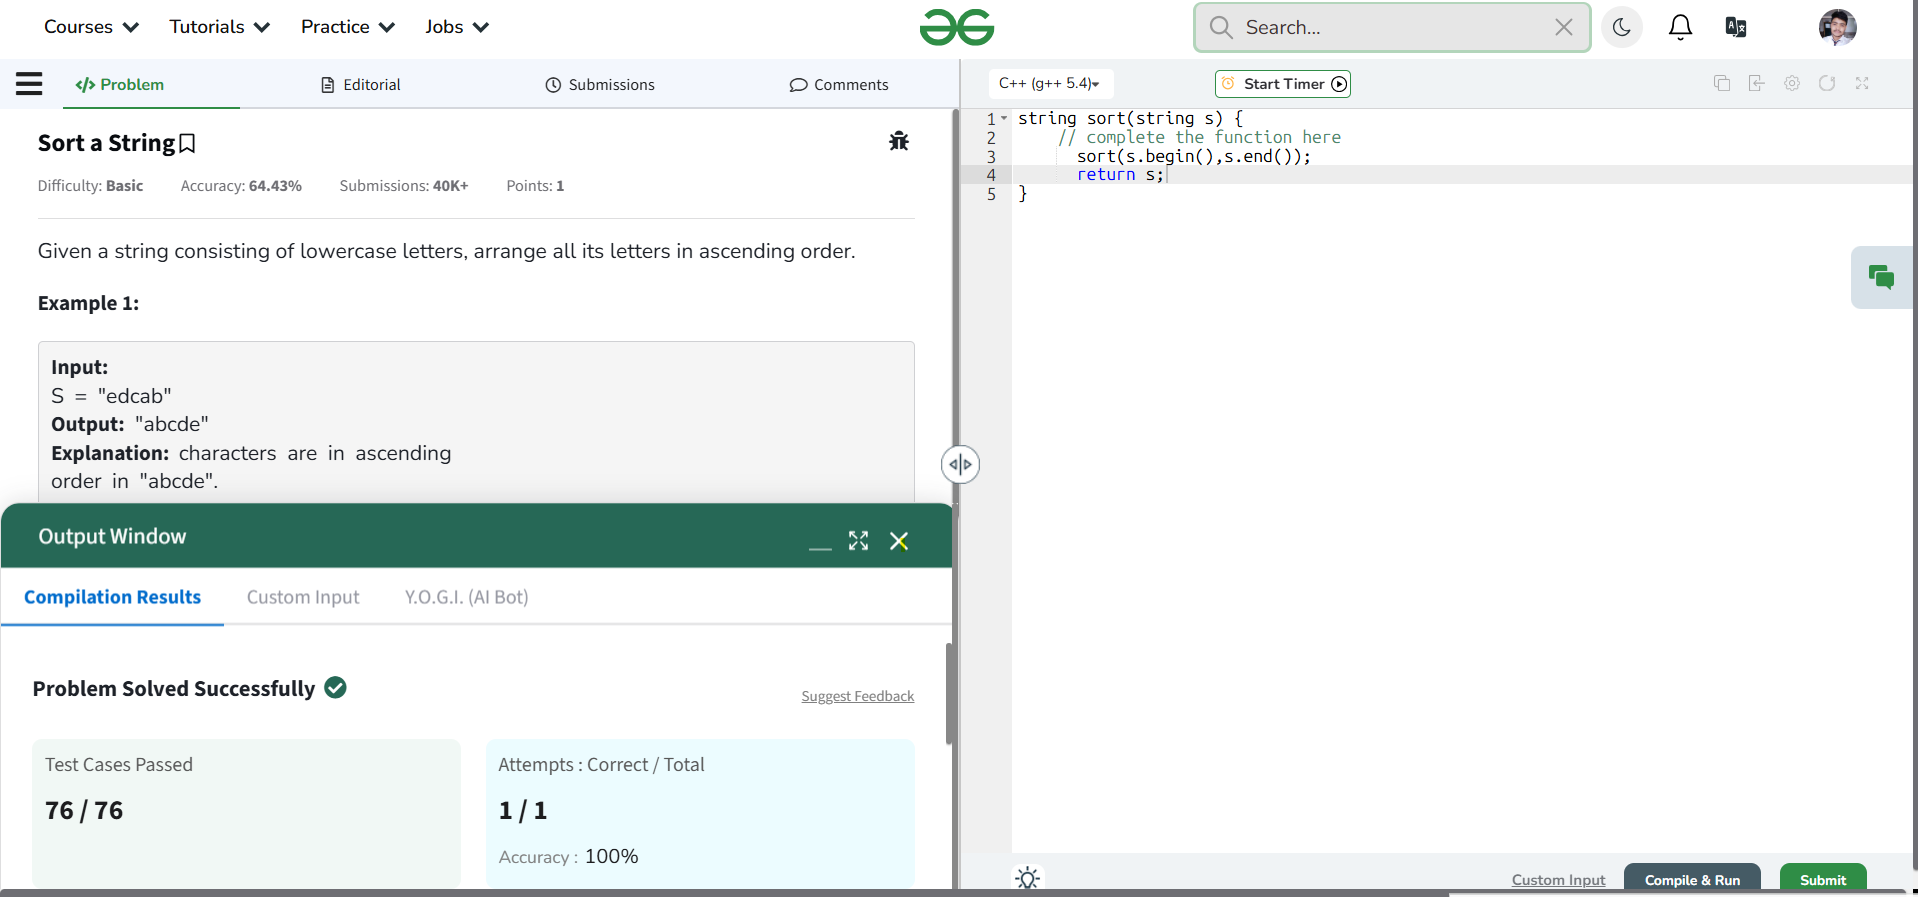 Courses Tutorials Practice Jobs
Search...
Problem Editorial Submissions Comments
Sort a String
Difficulty: Basic Accuracy: 64.43% Submissions: 40K+ Points: 1
Given a string consisting of lowercase letters, arrange all its letters in ascending order.
Example 1:
Input:
S = "edcab"
Output: "abcde"
Explanation: characters are in ascending
order in "abcde".
Output Window
Compilation Results Custom Input Y.O.G.I. (AI Bot)
Problem Solved Successfully
Suggest Feedback
Test Cases Passed
76 / 76
Attempts : Correct / Total
1 / 1
Accuracy : 100%
C++ (g++ 5.4) Start Timer
1 string sort(string s) {
2 // complete the function here
3 sort(s.begin(),s.end());
4 return s;
5 }
Custom Input Compile & Run Submit